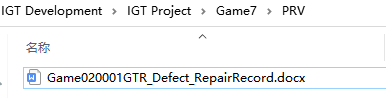 IGT Development > IGT Project > Game7 > PRV
名称
Game020001GTR_Defect_RepairRecord.docx